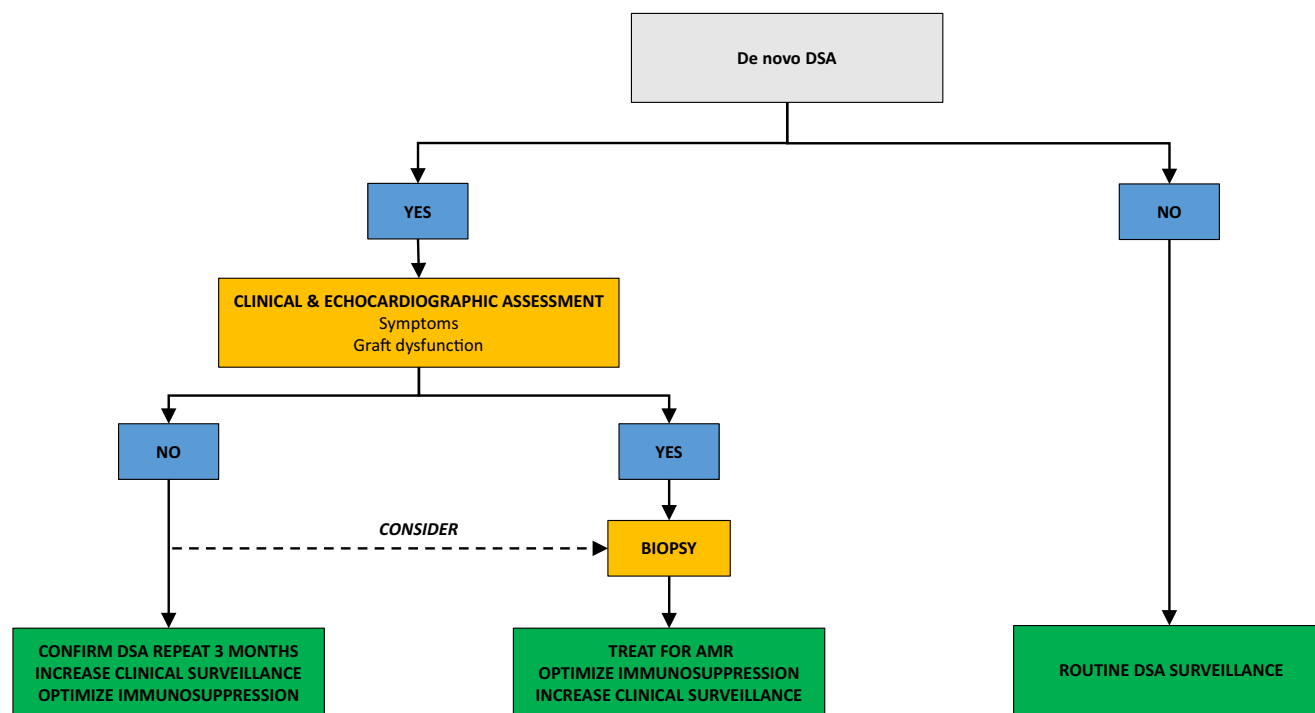 De novo DSA
YES
NO
CLINICAL & ECHOCARDIOGRAPHIC ASSESSMENT
Symptoms
Graft dysfunction
NO
YES
CONSIDER
BIOPSY
CONFIRM DSA REPEAT 3 MONTHS
INCREASE CLINICAL SURVEILLANCE
OPTIMIZE IMMUNOSUPPRESSION
TREAT FOR AMR
OPTIMIZE IMMUNOSUPPRESSION
INCREASE CLINICAL SURVEILLANCE
ROUTINE DSA SURVEILLANCE